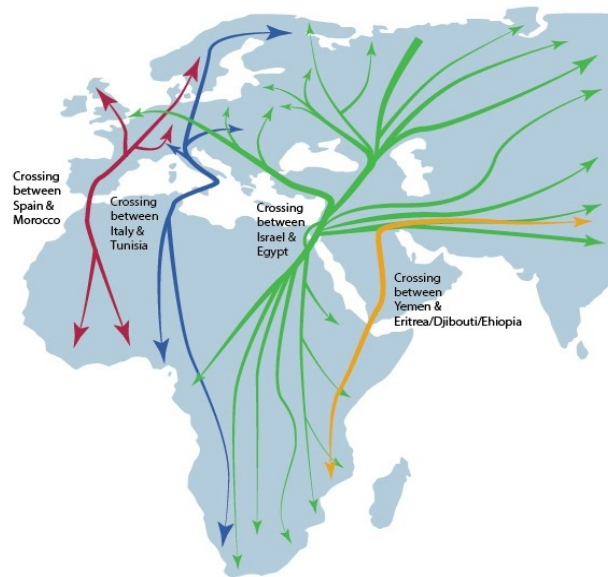 Crossing
between
Spain &
Morocco
Crossing
between
Italy &
Tunisia
Crossing
between
Israel &
Egypt
Crossing
between
Yemen &
Eritrea/Djibouti/Ehiopia